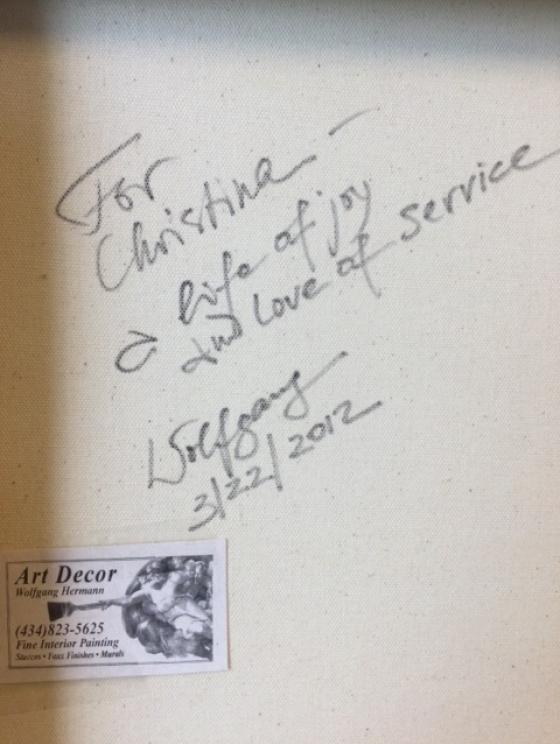 For
Christina -
a life of joy
and love of service
Wolfgang
3/22/2012
Art Decor
Wolfgang Hermann
(434)823-5625
Fine Interior Painting
Stuccos • Faux Finishes • Murals